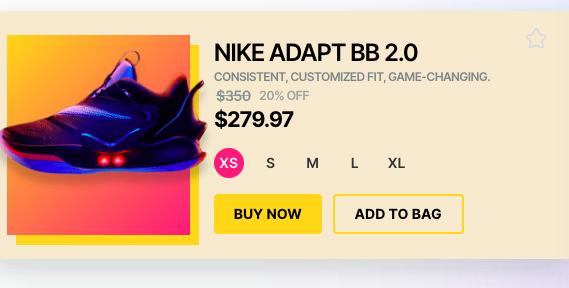 NIKE ADAPT BB 2.0
CONSISTENT, CUSTOMIZED FIT, GAME-CHANGING.
$350 20% OFF
$279.97
XS S M L XL
BUY NOW ADD TO BAG